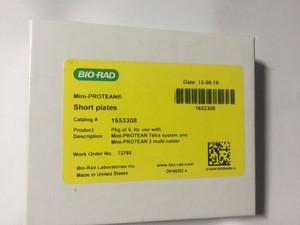 BIO-RAD
Date: 12-08-16
Mini-PROTEAN®
Short plates
1653308
Catalog # 1653308
Product Description
Pkg of 5, for use with
Mini-PROTEAN Tetra system and
Mini-PROTEAN 3 multi-caster
Work Order No.
Bio-Rad Laboratories Inc.
Made in United States
bio-rad.com